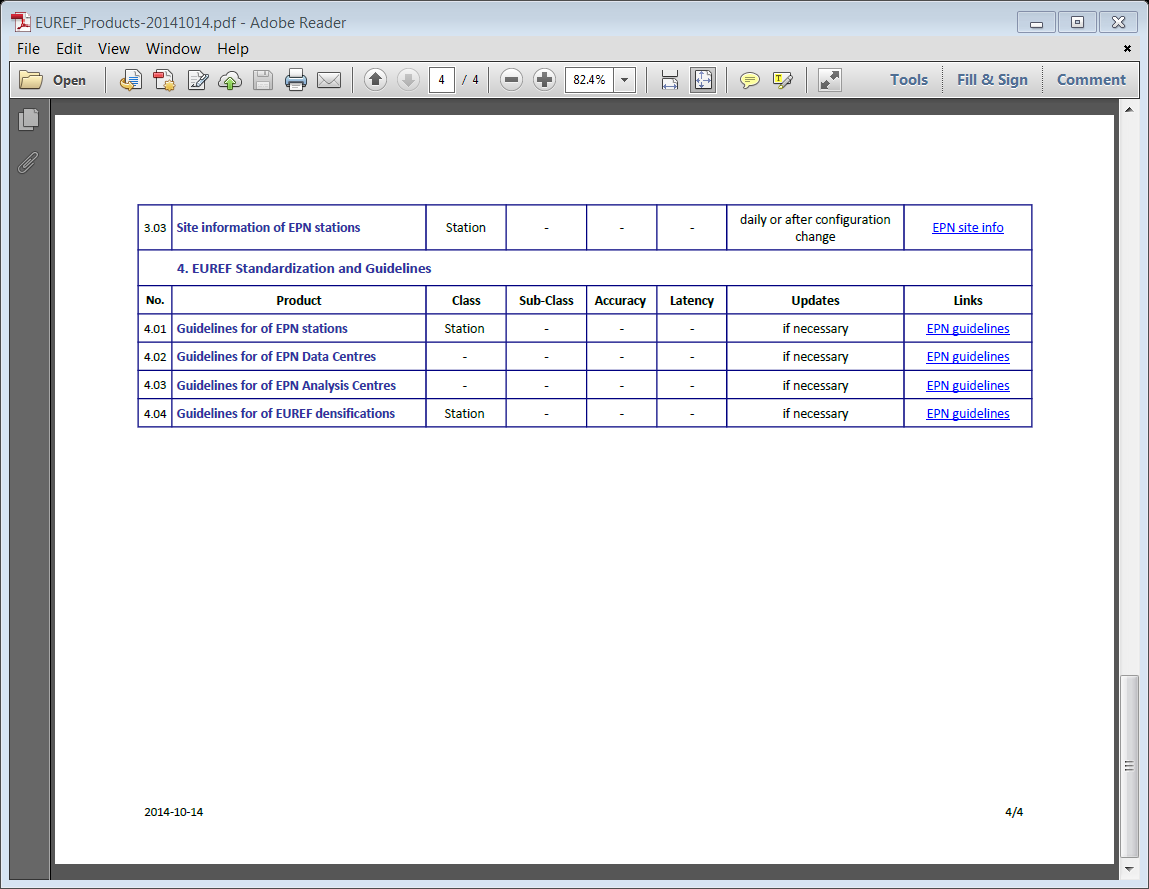 EUREF_Products-20141014.pdf - Adobe Reader
File Edit View Window Help
Open 4 / 4 82.4% Tools Fill & Sign Comment
3.03 Site information of EPN stations Station - - - daily or after configuration change EPN site info
4. EUREF Standardization and Guidelines
No. Product Class Sub-Class Accuracy Latency Updates Links
4.01 Guidelines for of EPN stations Station - - - if necessary EPN guidelines
4.02 Guidelines for of EPN Data Centres - - - - if necessary EPN guidelines
4.03 Guidelines for of EPN Analysis Centres - - - - if necessary EPN guidelines
4.04 Guidelines for of EUREF densifications Station - - - if necessary EPN guidelines
2014-10-14 4/4